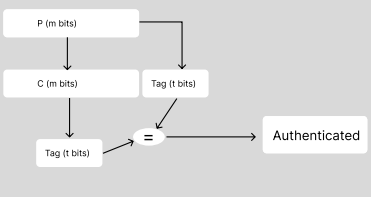 P (m bits)
C (m bits)
Tag (t bits)
Tag (t bits)
=
Authenticated